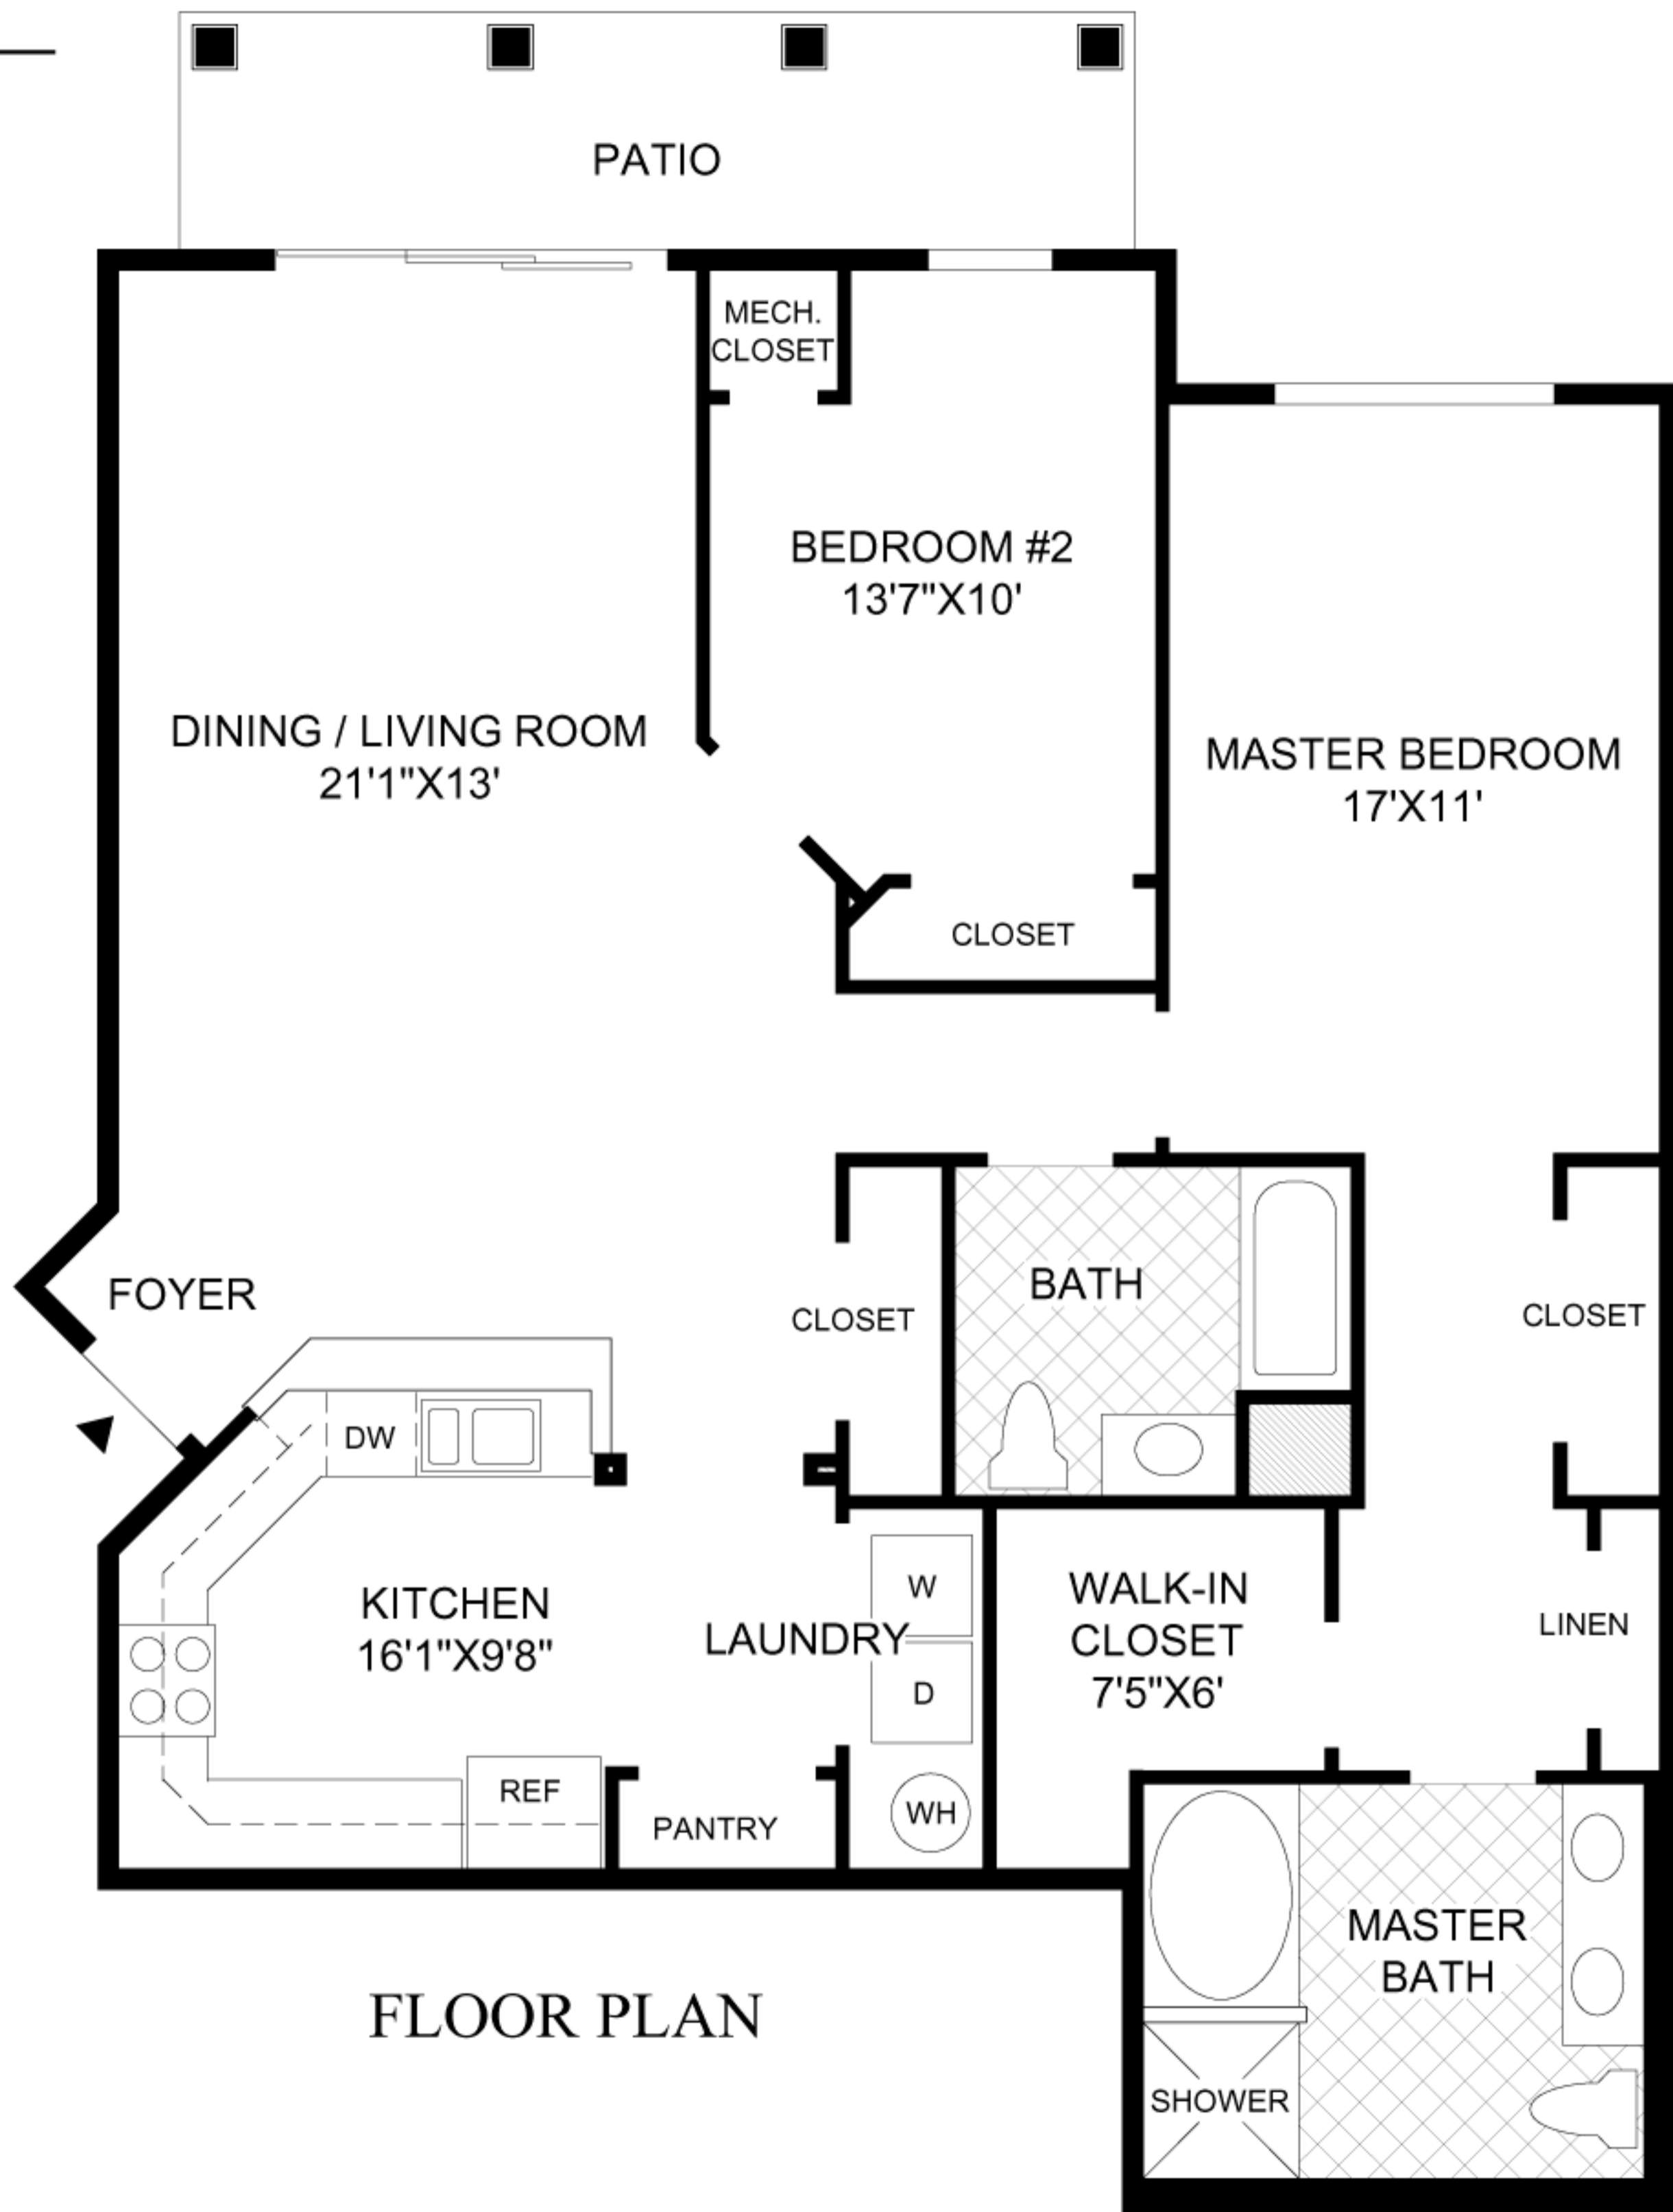 PATIO
MECH.
CLOSET
BEDROOM #2
13'7"X10'
DINING / LIVING ROOM
21'1"X13'
MASTER BEDROOM
17'X11'
CLOSET
FOYER
CLOSET
BATH
CLOSET
DW
KITCHEN
16'1"X9'8"
LAUNDRY
W
D
WALK-IN
CLOSET
7'5"X6'
LINEN
REF
PANTRY
WH
MASTER
BATH
SHOWER
FLOOR PLAN